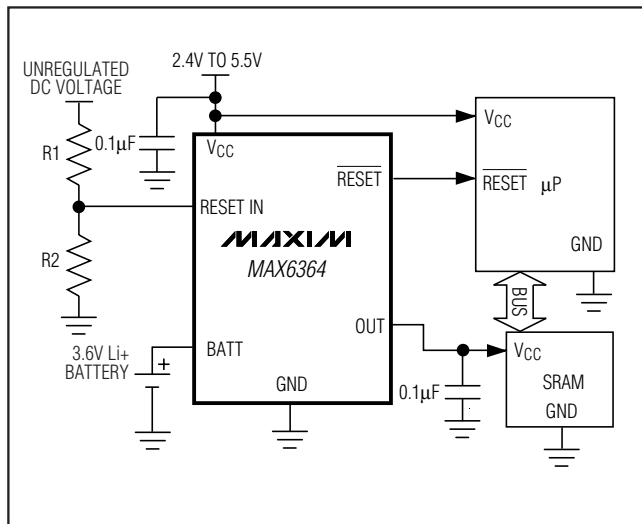 2.4V TO 5.5V
UNREGULATED
DC VOLTAGE
R1
0.1µF
VCC
VCC
RESET
RESET µP
RESET IN
MAXIM
MAX6364
R2
GND
BUS
OUT
3.6V Li+
BATTERY
+
BATT
VCC
GND
0.1µF
SRAM
GND